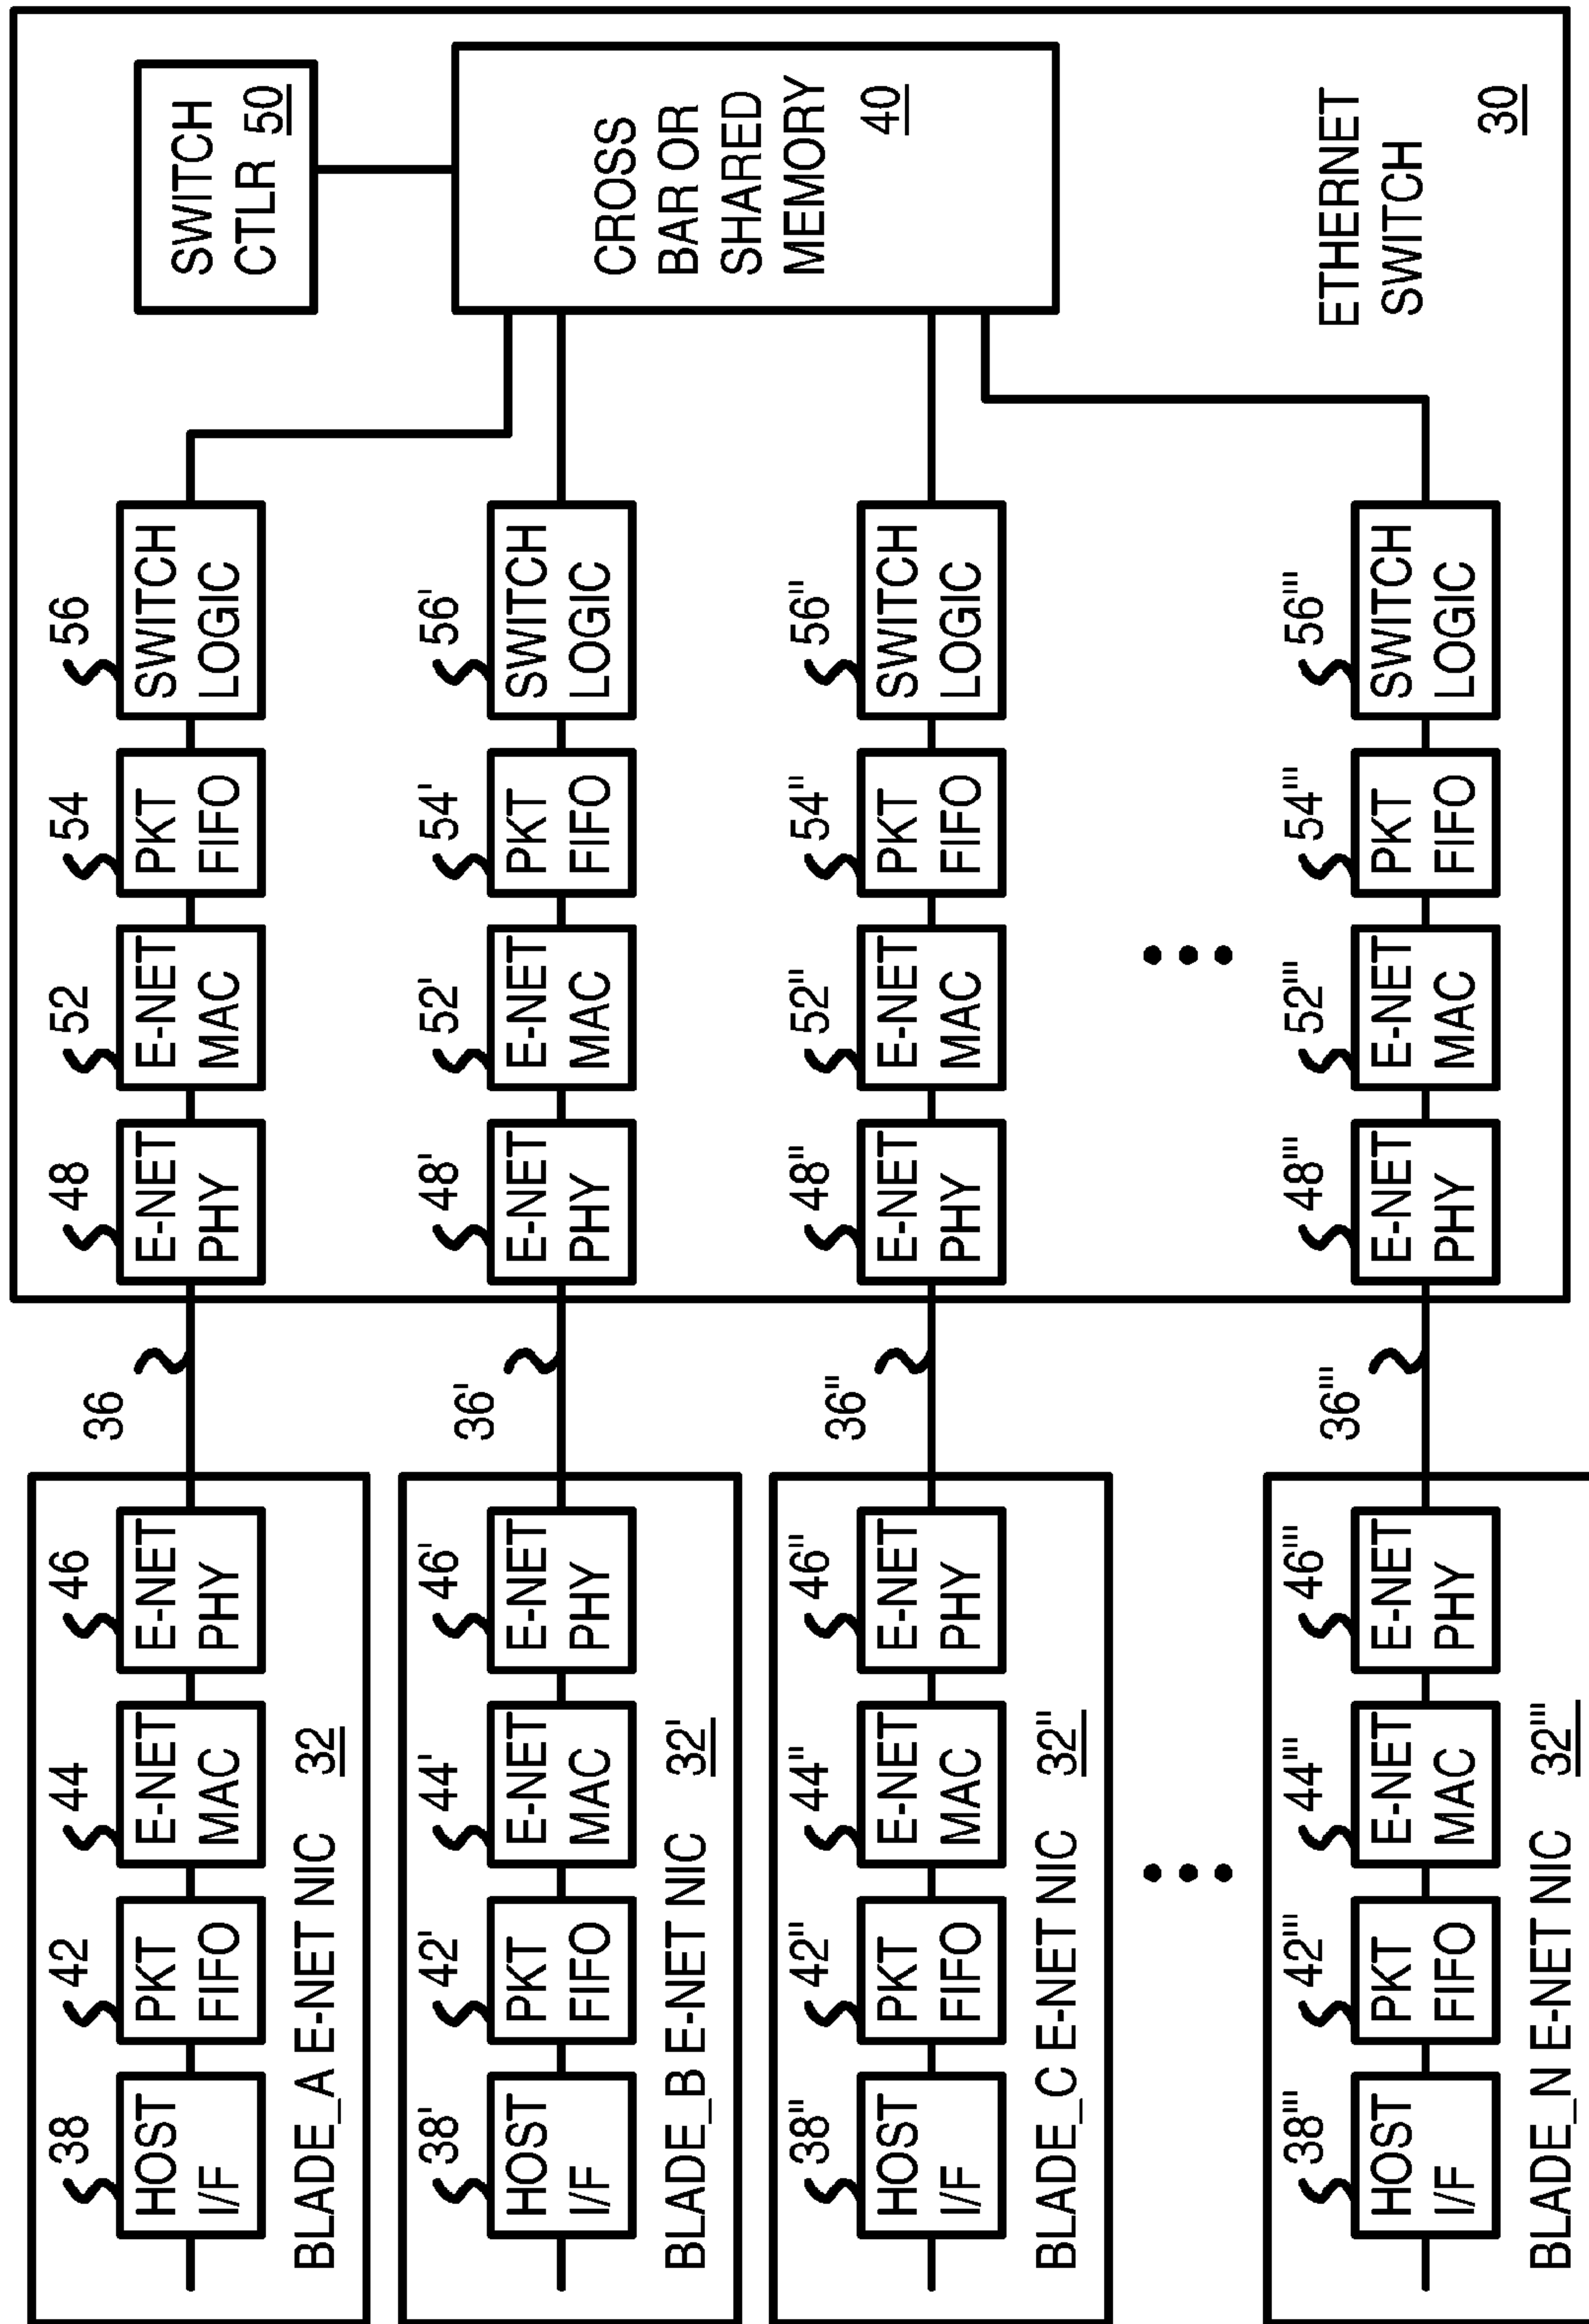 38
42
44
46
36
48
52
54
56
HOST
I/F
PKT
FIFO
E-NET
MAC
E-NET
PHY
E-NET
PHY
E-NET
MAC
PKT
FIFO
SWITCH
LOGIC
SWITCH
CTLR 50
BLADE_A E-NET NIC 32
38'
42'
44'
46'
36'
48'
52'
54'
56'
HOST
I/F
PKT
FIFO
E-NET
MAC
E-NET
PHY
E-NET
PHY
E-NET
MAC
PKT
FIFO
SWITCH
LOGIC
CROSS
BAR OR
SHARED
MEMORY
40
BLADE_B E-NET NIC 32'
38''
42''
44''
46''
36''
48''
52''
54''
56''
HOST
I/F
PKT
FIFO
E-NET
MAC
E-NET
PHY
E-NET
PHY
E-NET
MAC
PKT
FIFO
SWITCH
LOGIC
BLADE_C E-NET NIC 32''
38'''
42'''
44'''
46'''
36'''
48'''
52'''
54'''
56'''
HOST
I/F
PKT
FIFO
E-NET
MAC
E-NET
PHY
E-NET
PHY
E-NET
MAC
PKT
FIFO
SWITCH
LOGIC
ETHERNET
SWITCH
30
BLADE_N E-NET NIC 32'''